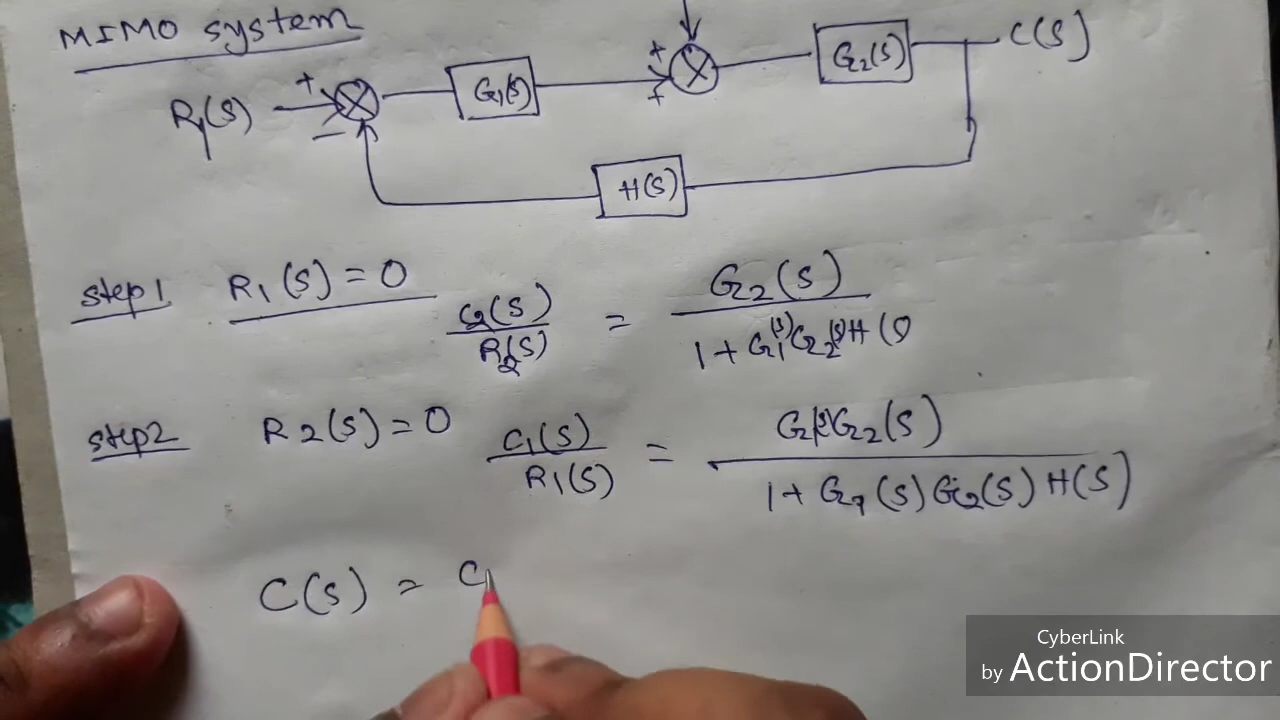 MIMO system
R1(S) + − G1(S) + + G2(S) C(S)
H(S)
step1 R1(S) = 0 C2(S) / R2(S) = G2(S) / 1 + G1(S)G2(S)H(S)
step2 R2(S) = 0 C1(S) / R1(S) = G1(S)G2(S) / 1 + G1(S)G2(S)H(S)
C(S) = C
CyberLink
by ActionDirector